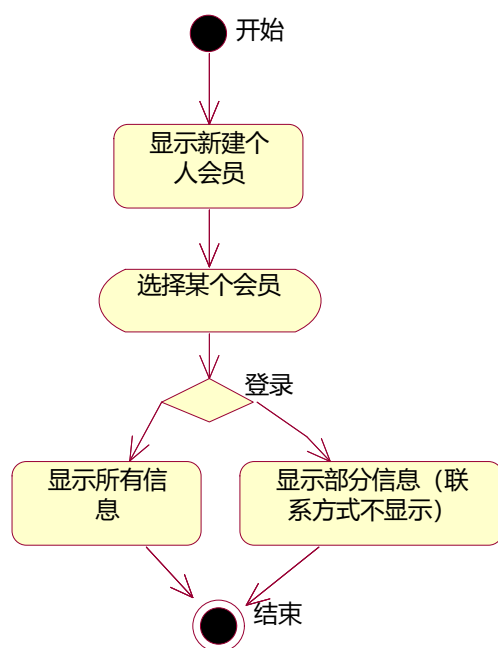 开始
显示新建个
人会员
选择某个会员
登录
显示所有信
息
显示部分信息（联
系方式不显示）
结束